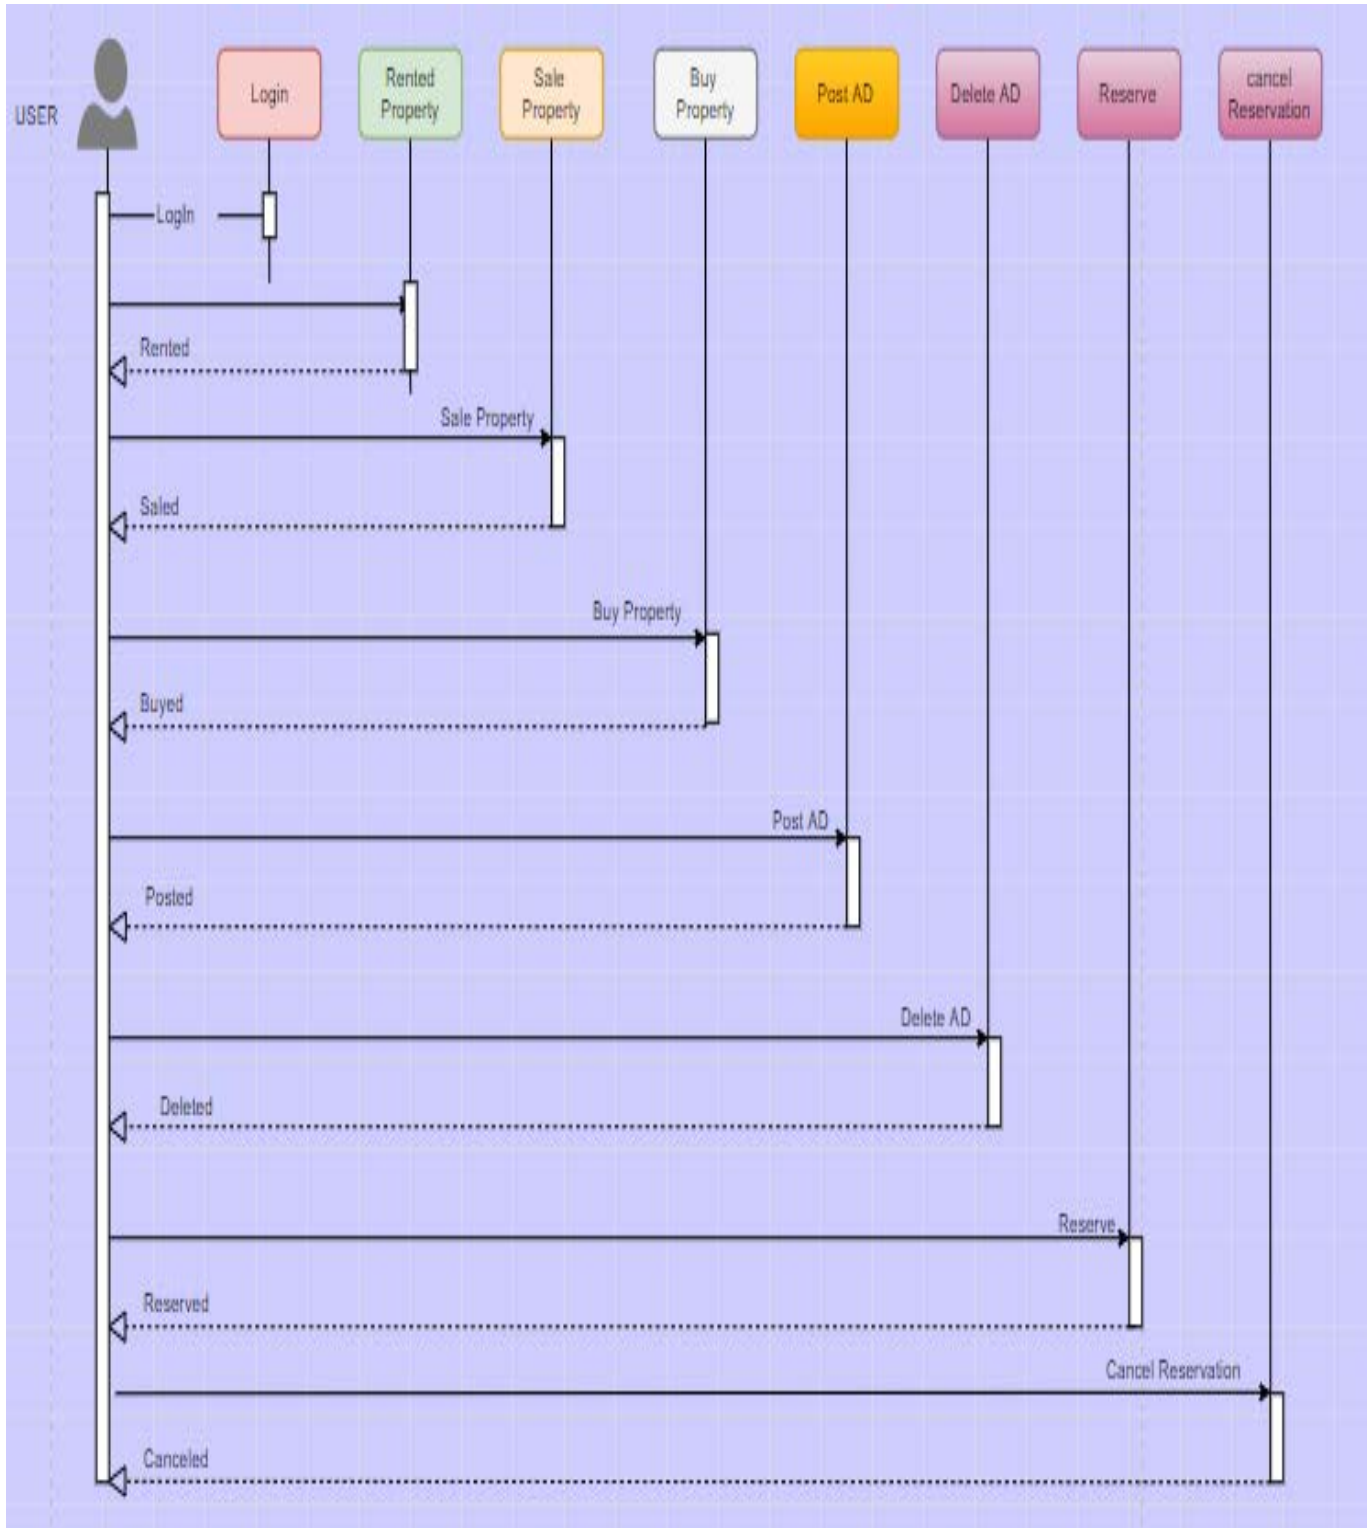 USER
Login
Rented
Property
Sale
Property
Buy
Property
Post AD
Delete AD
Reserve
cancel
Reservation
LogIn
Rented
Sale Property
Saled
Buy Property
Buyed
Post AD
Posted
Delete AD
Deleted
Reserve
Reserved
Cancel Reservation
Canceled